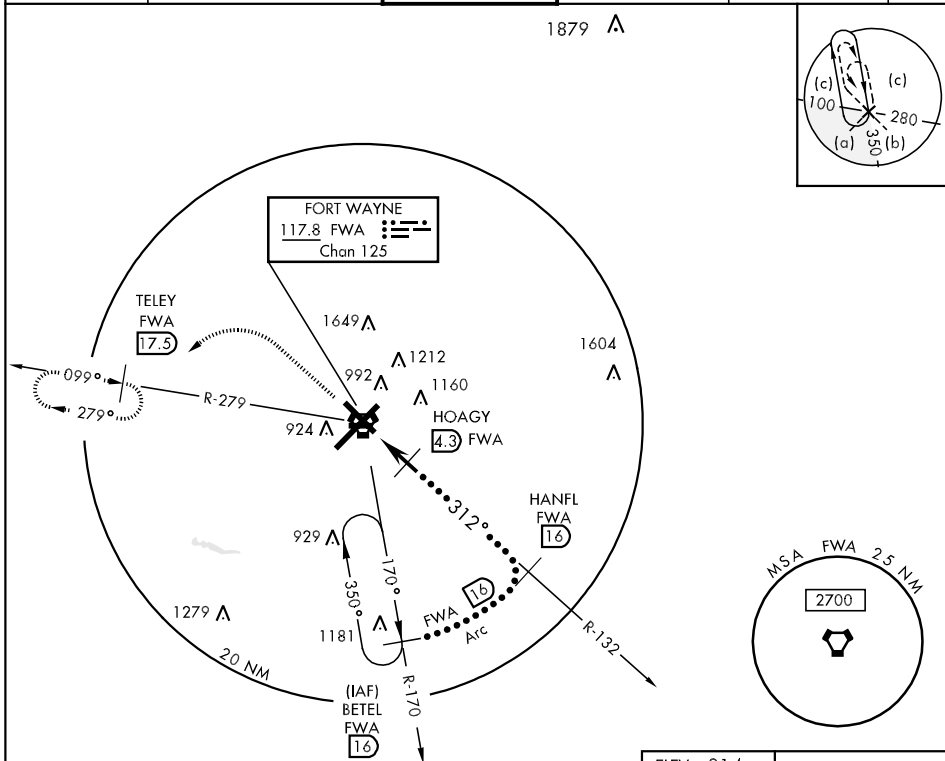 1879
(c)
(c)
100
280
(a)
350
(b)
FORT WAYNE
117.8 FWA
Chan 125
TELEY
FWA
17.5
1649
1212
1604
992
1160
099°
279°
R-279
924
HOAGY
4.3 FWA
312°
HANFL
FWA
16
929
170°
350°
16
FWA
Arc
1279
1181
R-132
20 NM
(IAF)
BETEL
FWA
16
R-170
MSA FWA 25 NM
2700